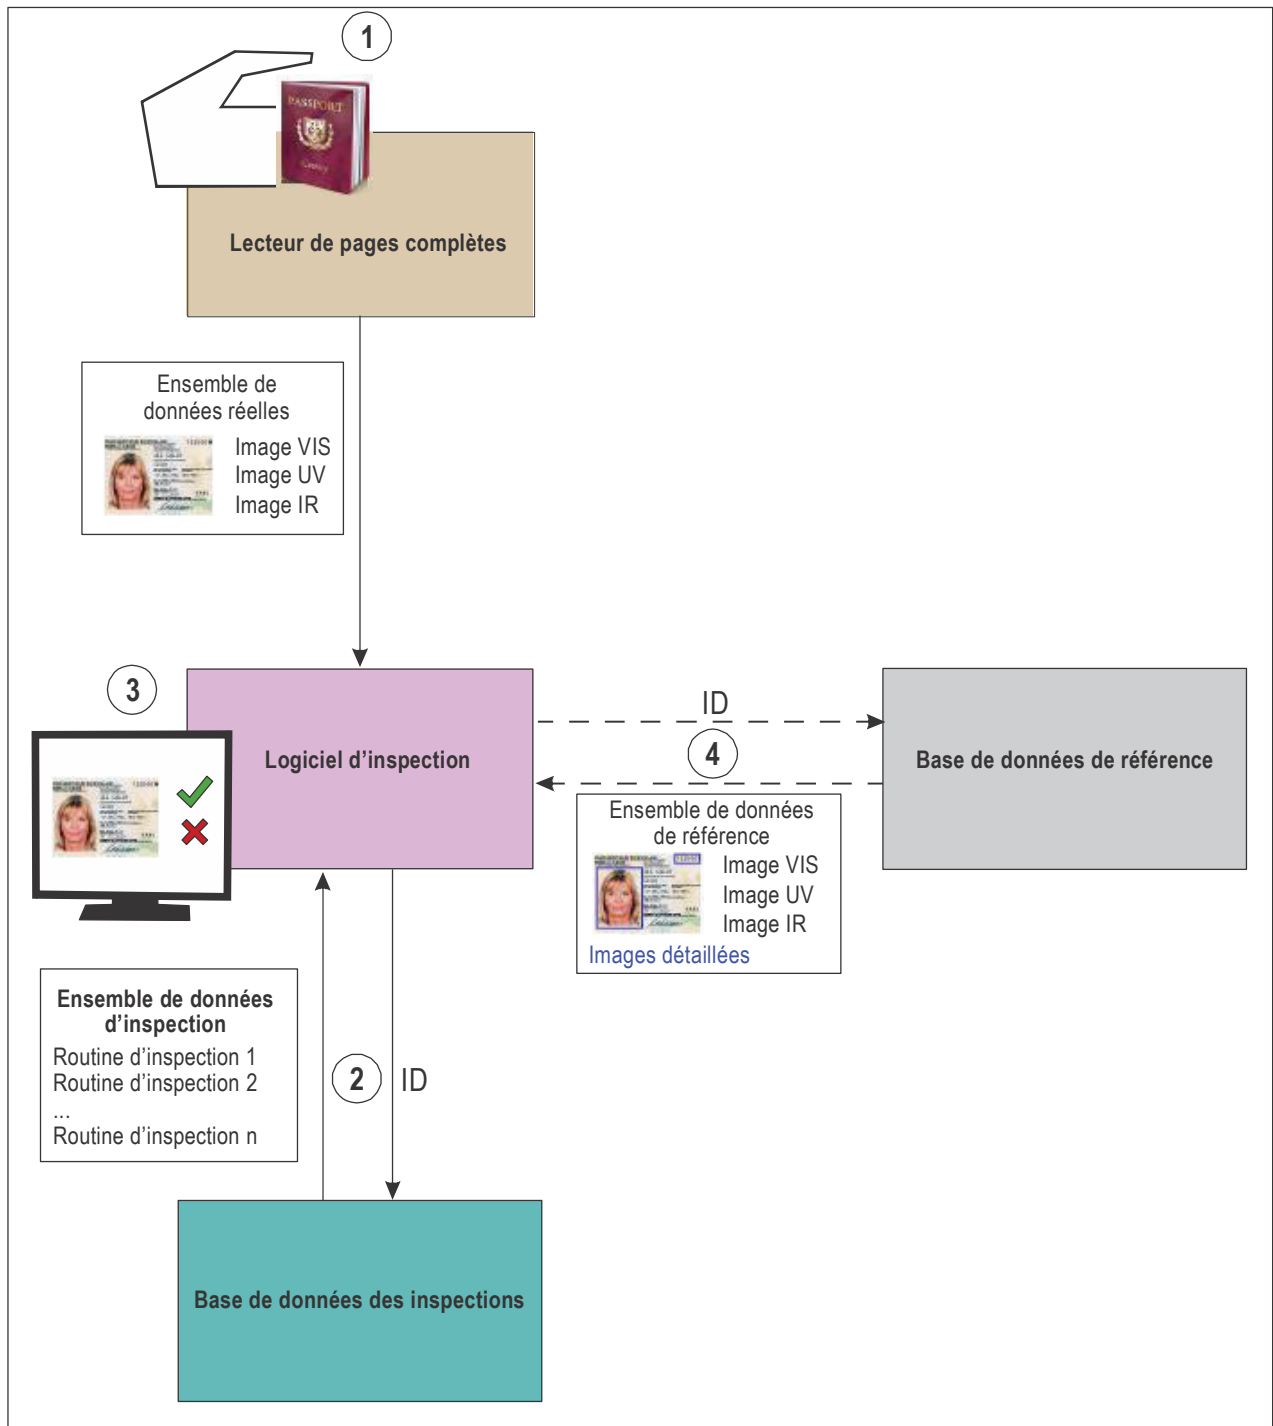 1
PASSPORT
Lecteur de pages complètes
Ensemble de
données réelles
Image VIS
Image UV
Image IR
3
Logiciel d’inspection
ID
4
Base de données de référence
Ensemble de données
de référence
Image VIS
Image UV
Image IR
Images détaillées
Ensemble de données
d’inspection
Routine d’inspection 1
Routine d’inspection 2
...
Routine d’inspection n
2
ID
Base de données des inspections